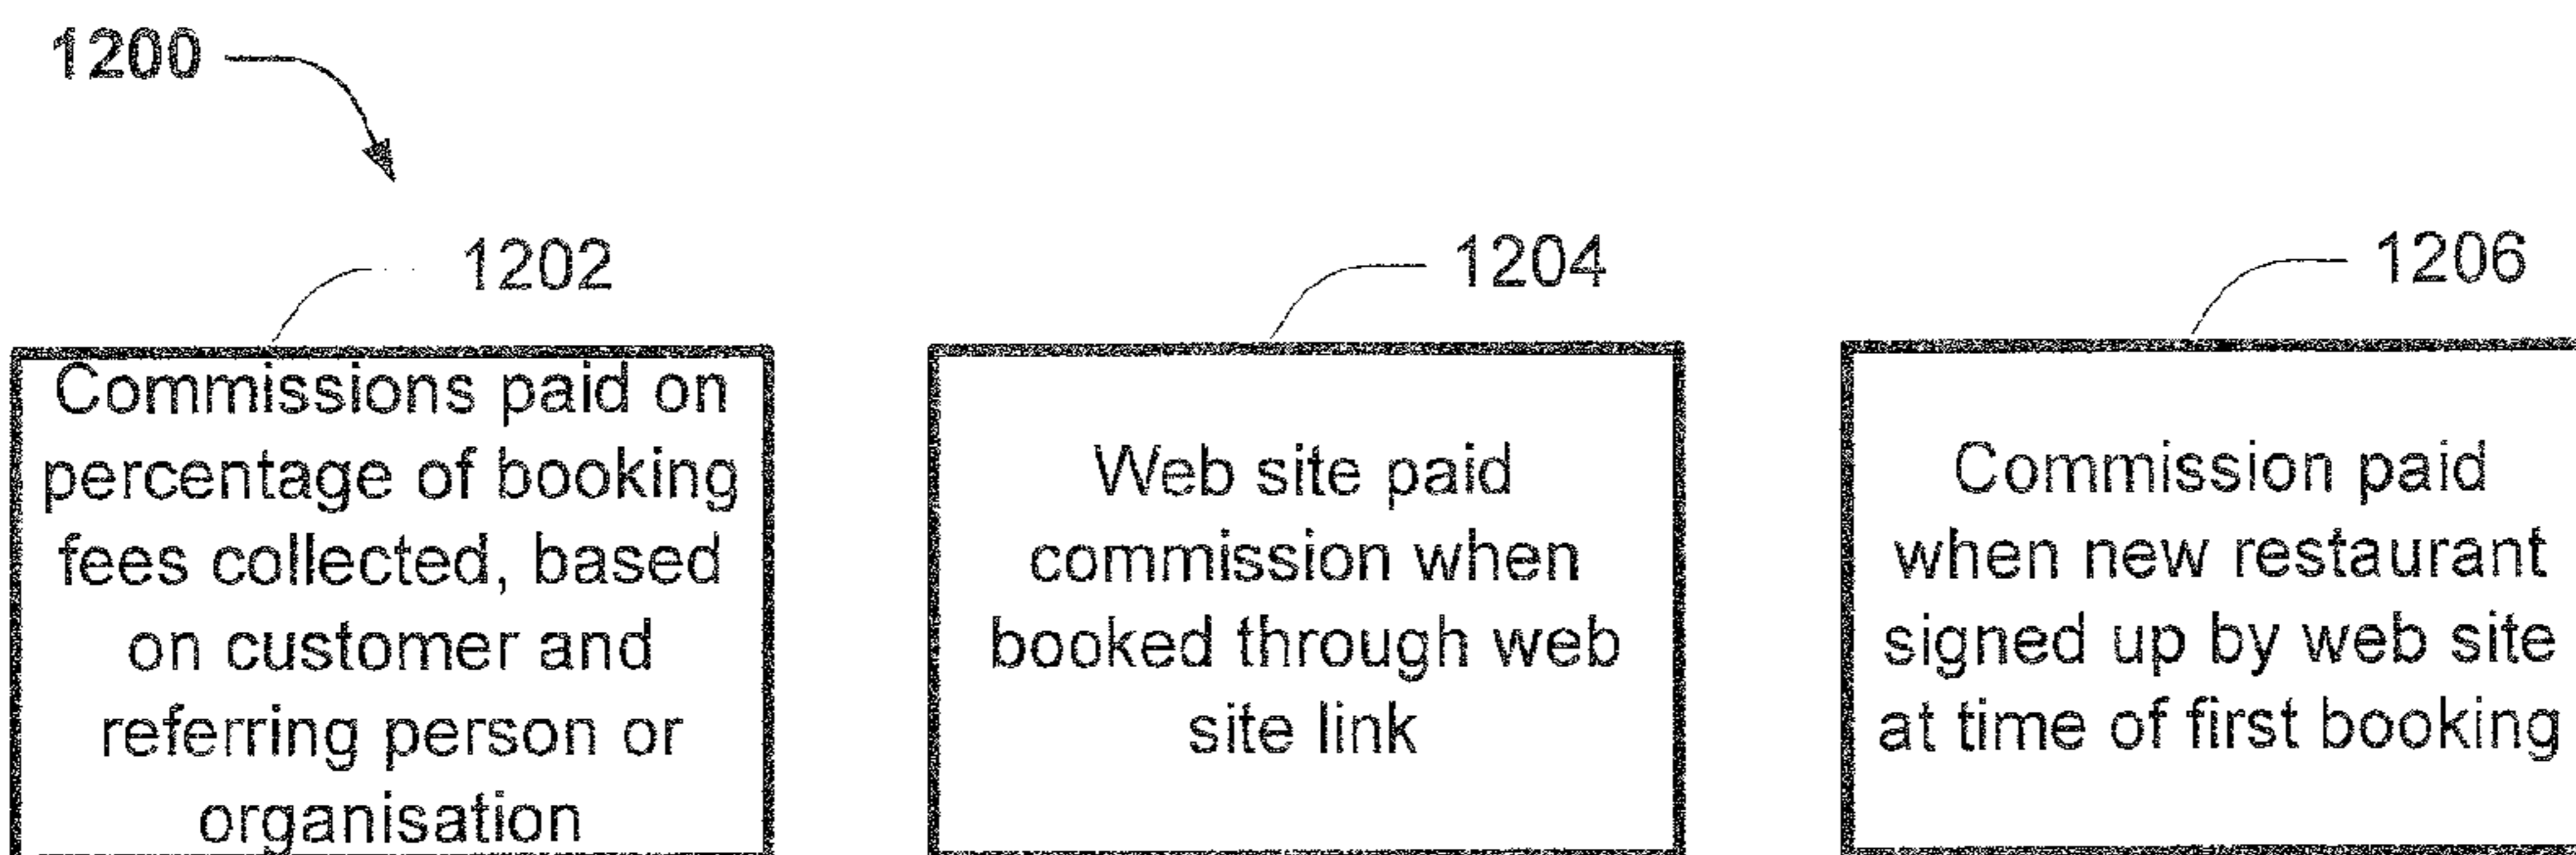 1200
1202
1204
1206
Commissions paid on
percentage of booking
fees collected, based
on customer and
referring person or
organisation
Web site paid
commission when
booked through web
site link
Commission paid
when new restaurant
signed up by web site
at time of first booking